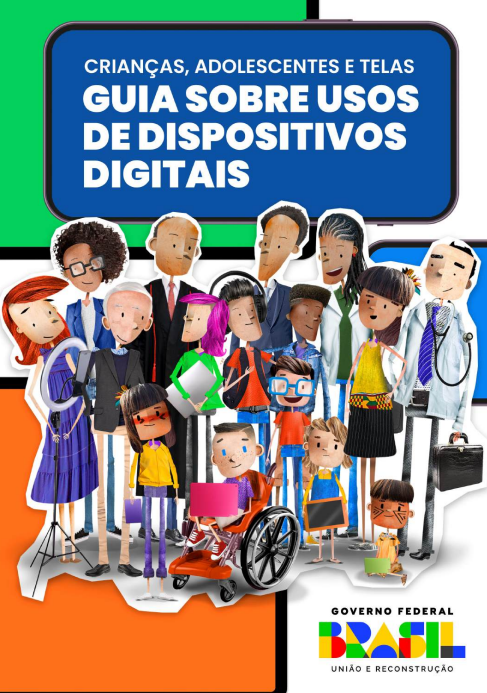 CRIANÇAS, ADOLESCENTES E TELAS
GUIA SOBRE USOS
DE DISPOSITIVOS
DIGITAIS
GOVERNO FEDERAL
BRASIL
UNIÃO E RECONSTRUÇÃO